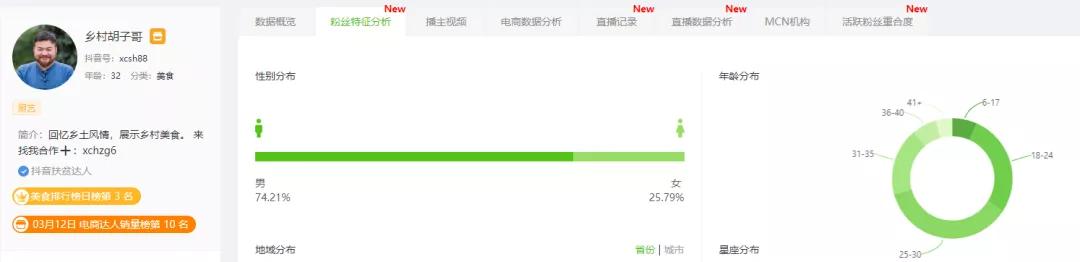 乡村胡子哥
抖音号：xcsh88
年龄：32 分类：美食
厨艺
简介：回忆乡土风情，展示乡村美食。 来
找我合作➕：xchzg6
抖音扶贫达人
美食排行榜日榜第 3 名
03月12日 电商达人销量榜第 10 名
数据概览
粉丝特征分析 New
播主视频
电商数据分析
直播记录 New
直播数据分析 New
MCN机构
活跃粉丝重合度 New
性别分布
男
74.21%
女
25.79%
地域分布
省份 | 城市
年龄分布
41+
6-17
36-40
31-35
18-24
25-30
星座分布